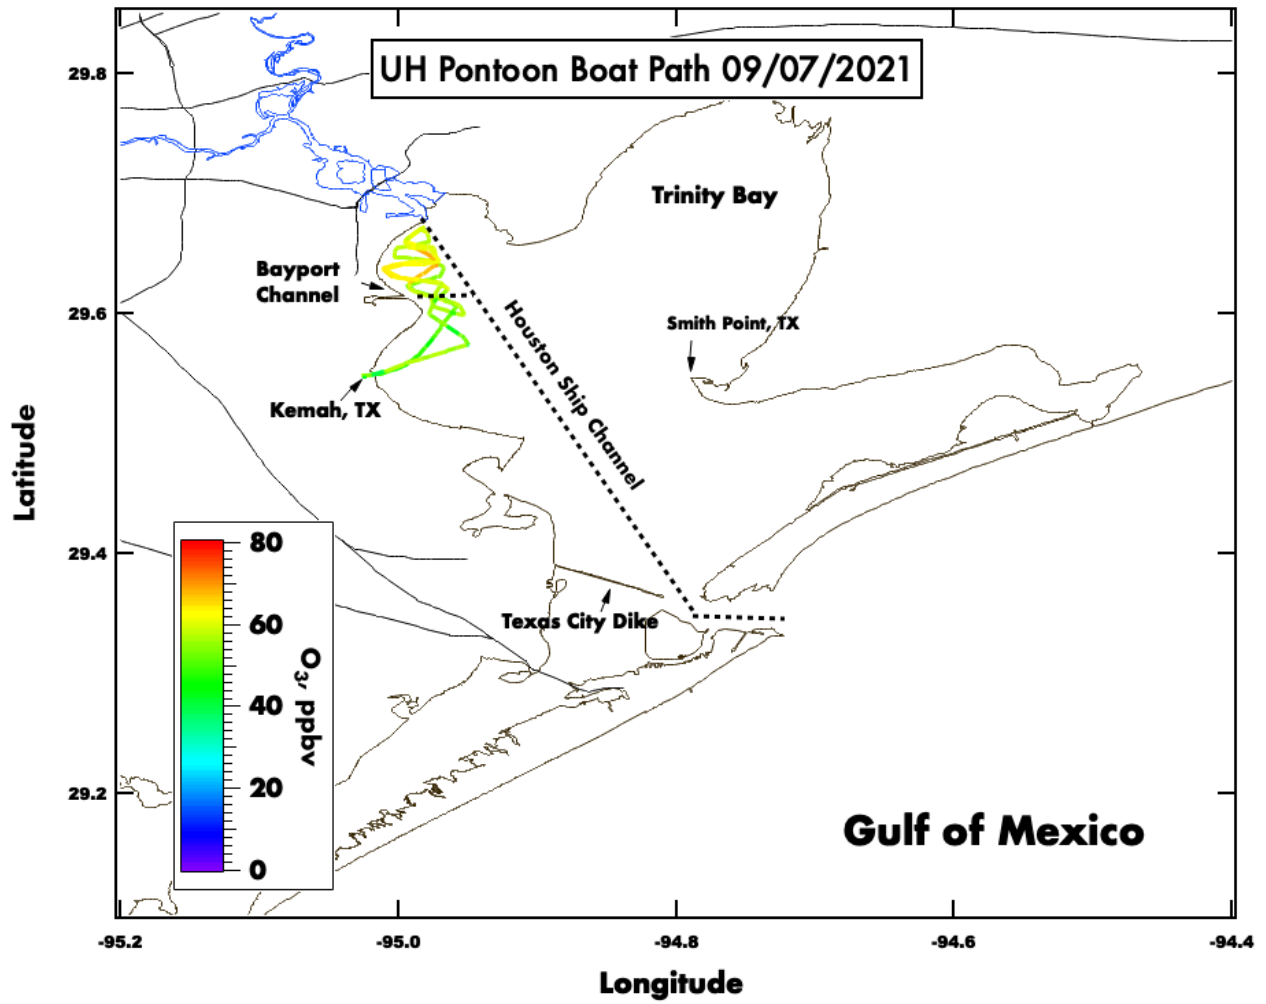 UH Pontoon Boat Path 09/07/2021
29.8
29.6
29.4
29.2
Latitude
Trinity Bay
Bayport
Channel
Smith Point, TX
Houston Ship Channel
Kemah, TX
Texas City Dike
80
60
40
20
0
O3, ppbv
Gulf of Mexico
-95.2
-95.0
-94.8
-94.6
-94.4
Longitude